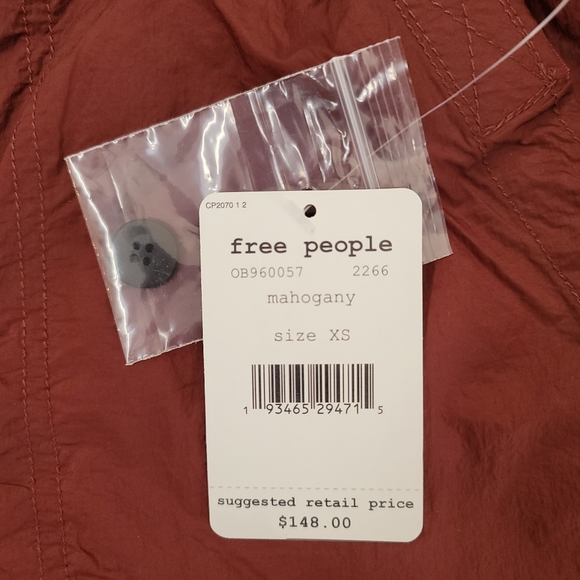 CP2070 1 2
free people
OB960057 2266
mahogany
size XS
1 93465 29471 5
suggested retail price
$148.00